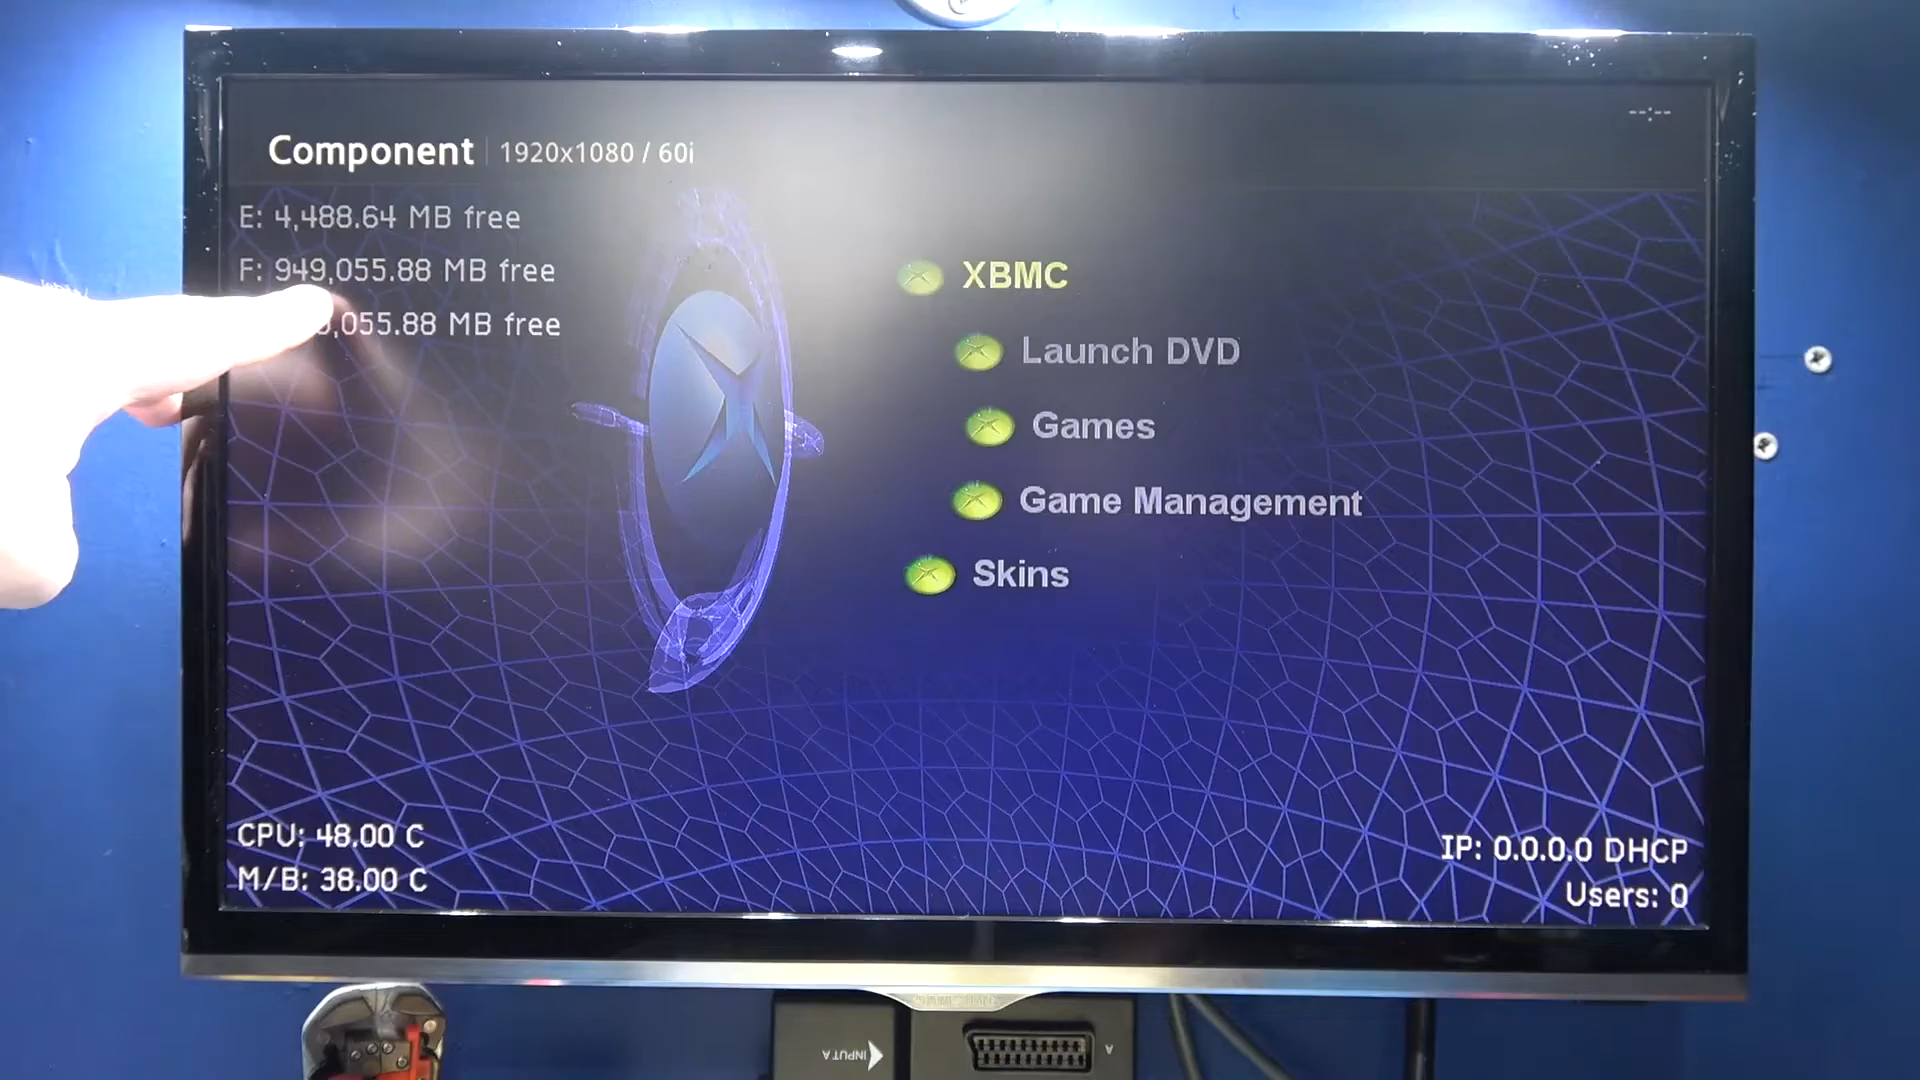 --:--
Component 1920x1080 / 60i
E: 4,488.64 MB free
F: 949,055.88 MB free
,055.88 MB free
XBMC
Launch DVD
Games
Game Management
Skins
CPU: 48.00 C
M/B: 38.00 C
IP: 0.0.0.0 DHCP
Users: 0
INPUT A
A